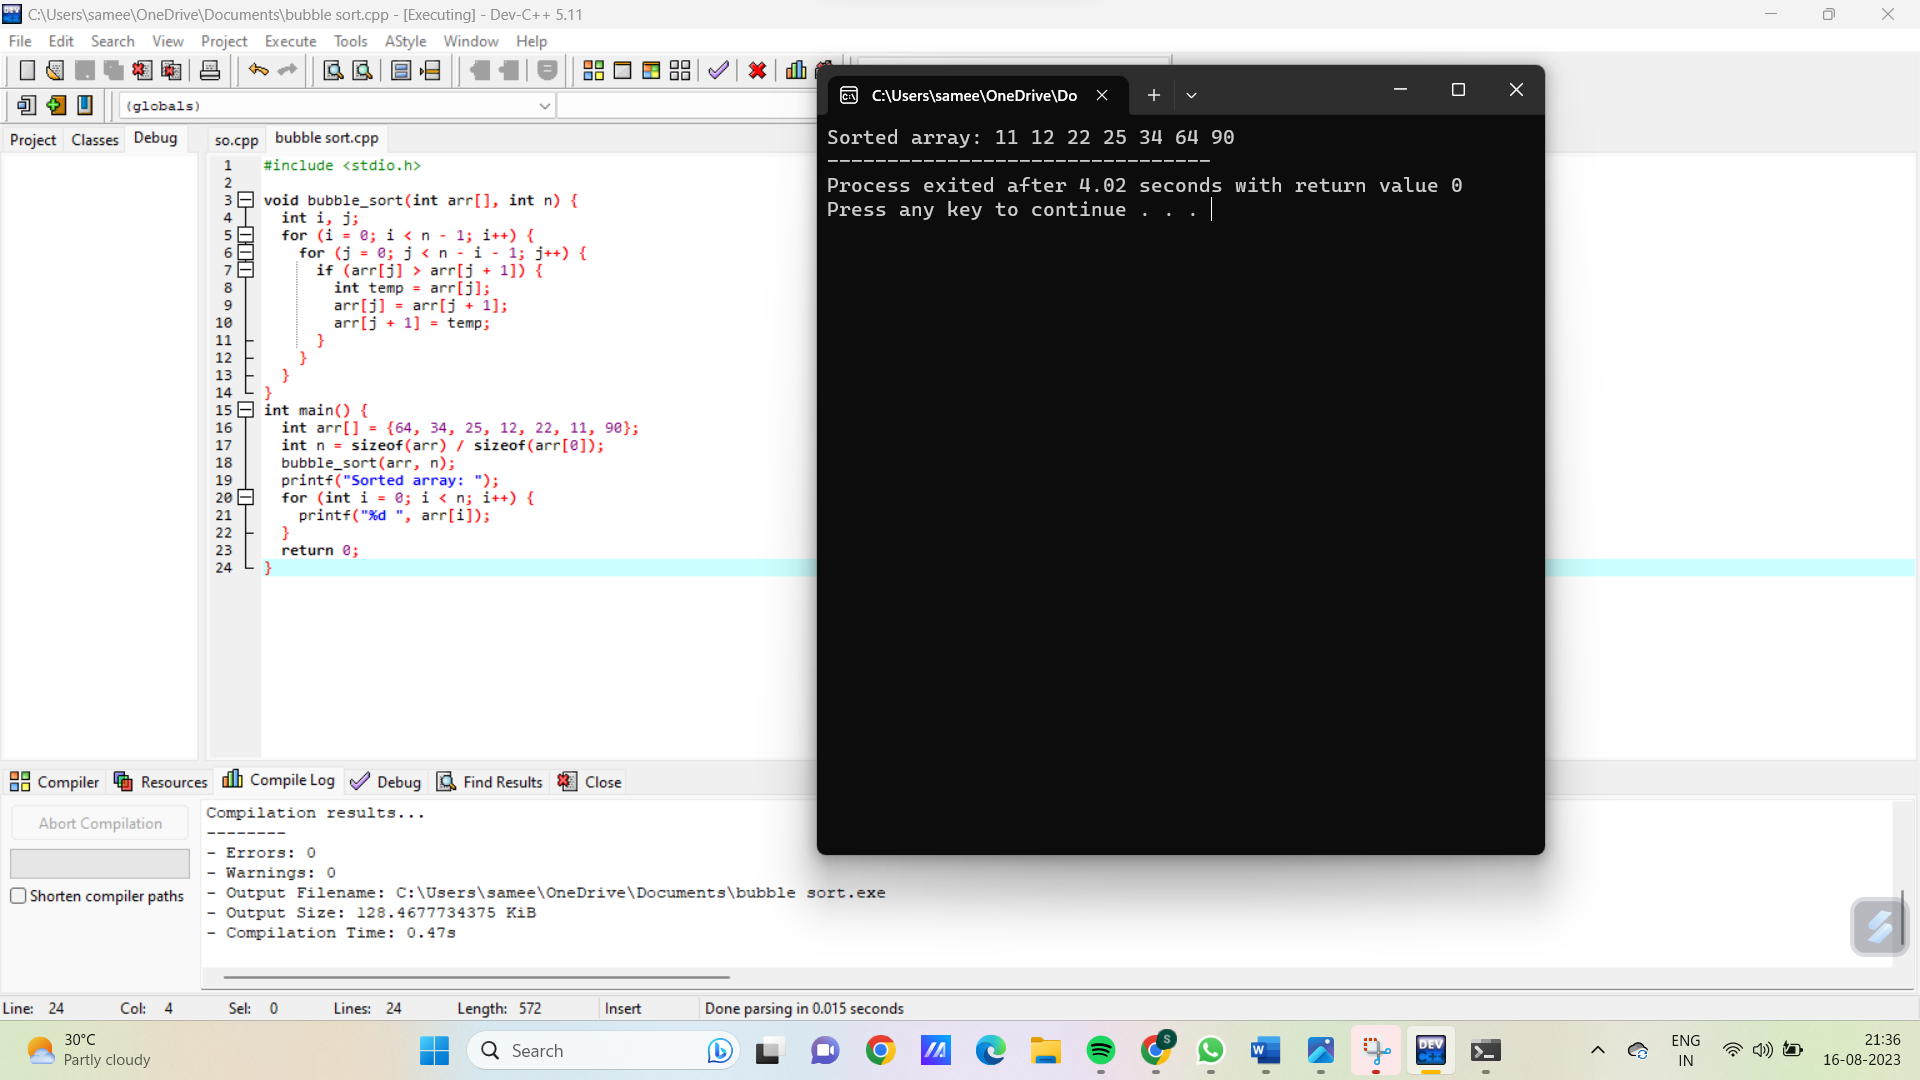 C:\Users\samee\OneDrive\Documents\bubble sort.cpp - [Executing] - Dev-C++ 5.11
File Edit Search View Project Execute Tools AStyle Window Help
(globals)
Project Classes Debug
so.cpp bubble sort.cpp
1 #include <stdio.h>
2
3 void bubble_sort(int arr[], int n) {
4 int i, j;
5 for (i = 0; i < n - 1; i++) {
6 for (j = 0; j < n - i - 1; j++) {
7 if (arr[j] > arr[j + 1]) {
8 int temp = arr[j];
9 arr[j] = arr[j + 1];
10 arr[j + 1] = temp;
11 }
12 }
13 }
14 }
15 int main() {
16 int arr[] = {64, 34, 25, 12, 22, 11, 90};
17 int n = sizeof(arr) / sizeof(arr[0]);
18 bubble_sort(arr, n);
19 printf("Sorted array: ");
20 for (int i = 0; i < n; i++) {
21 printf("%d ", arr[i]);
22 }
23 return 0;
24 }
C:\Users\samee\OneDrive\Do
Sorted array: 11 12 22 25 34 64 90
--------------------------------
Process exited after 4.02 seconds with return value 0
Press any key to continue . . .
Compiler Resources Compile Log Debug Find Results Close
Abort Compilation
Shorten compiler paths
Compilation results...
--------
- Errors: 0
- Warnings: 0
- Output Filename: C:\Users\samee\OneDrive\Documents\bubble sort.exe
- Output Size: 128.4677734375 KiB
- Compilation Time: 0.47s
Line: 24 Col: 4 Sel: 0 Lines: 24 Length: 572 Insert Done parsing in 0.015 seconds
30°C
Partly cloudy
Search
S
W
DEV
C++
ENG
IN
21:36
16-08-2023